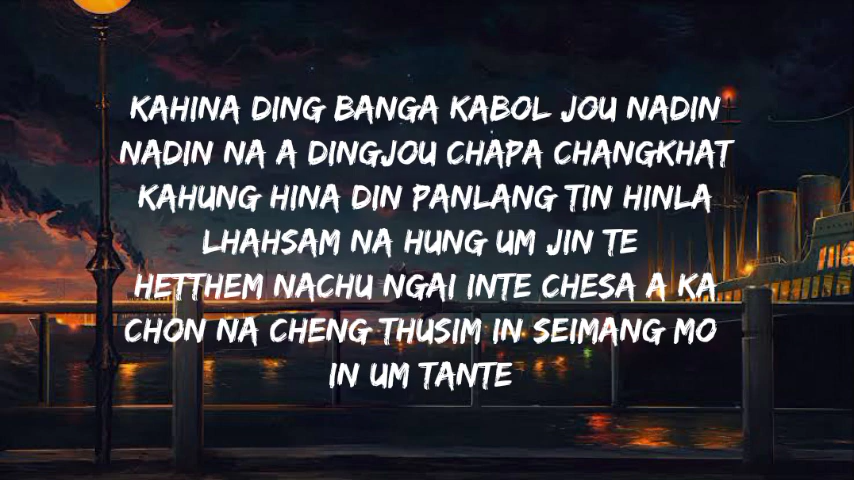 KAHINA DING BANGA KABOL JOU NADIN
NADIN NA A DINGJOU CHAPA CHANGKHAT
KAHUNG HINA DIN PANLANG TIN HINLA
LHAHSAM NA HUNG UM JIN TE
HETTHEM NACHU NGAI INTE CHESA A KA
CHON NA CHENG THUSIM IN SEIMANG MO
IN UM TANTE